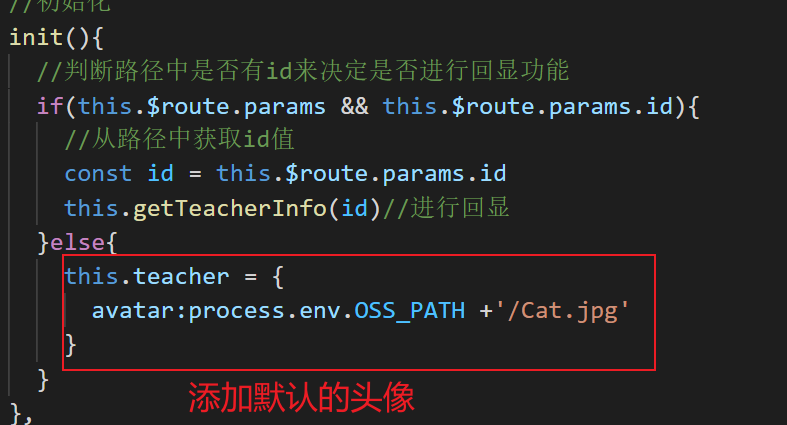 //初始化
init(){
//判断路径中是否有id来决定是否进行回显功能
if(this.$route.params && this.$route.params.id){
//从路径中获取id值
const id = this.$route.params.id
this.getTeacherInfo(id)//进行回显
}else{
this.teacher = {
avatar:process.env.OSS_PATH +'/Cat.jpg'
}
}
添加默认的头像
},